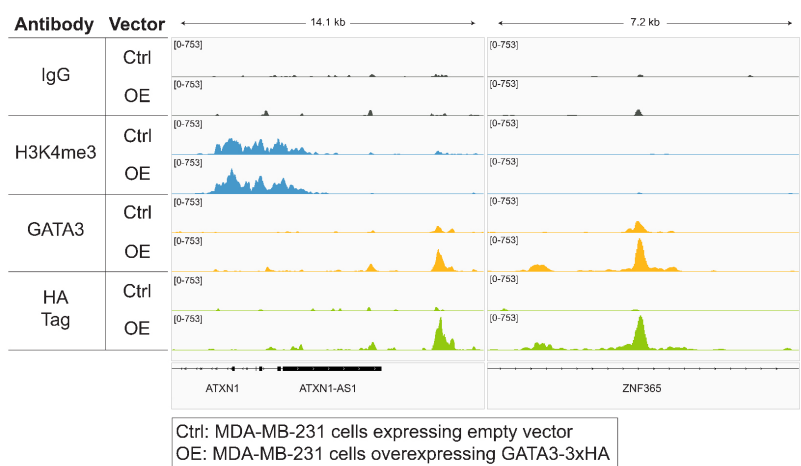 Antibody Vector 14.1 kb 7.2 kb
IgG Ctrl [0-753] [0-753]
OE [0-753] [0-753]
H3K4me3 Ctrl [0-753] [0-753]
OE [0-753] [0-753]
GATA3 Ctrl [0-753] [0-753]
OE [0-753] [0-753]
HA
Tag Ctrl [0-753] [0-753]
OE [0-753] [0-753]
ATXN1 ATXN1-AS1 ZNF365
Ctrl: MDA-MB-231 cells expressing empty vector
OE: MDA-MB-231 cells overexpressing GATA3-3xHA